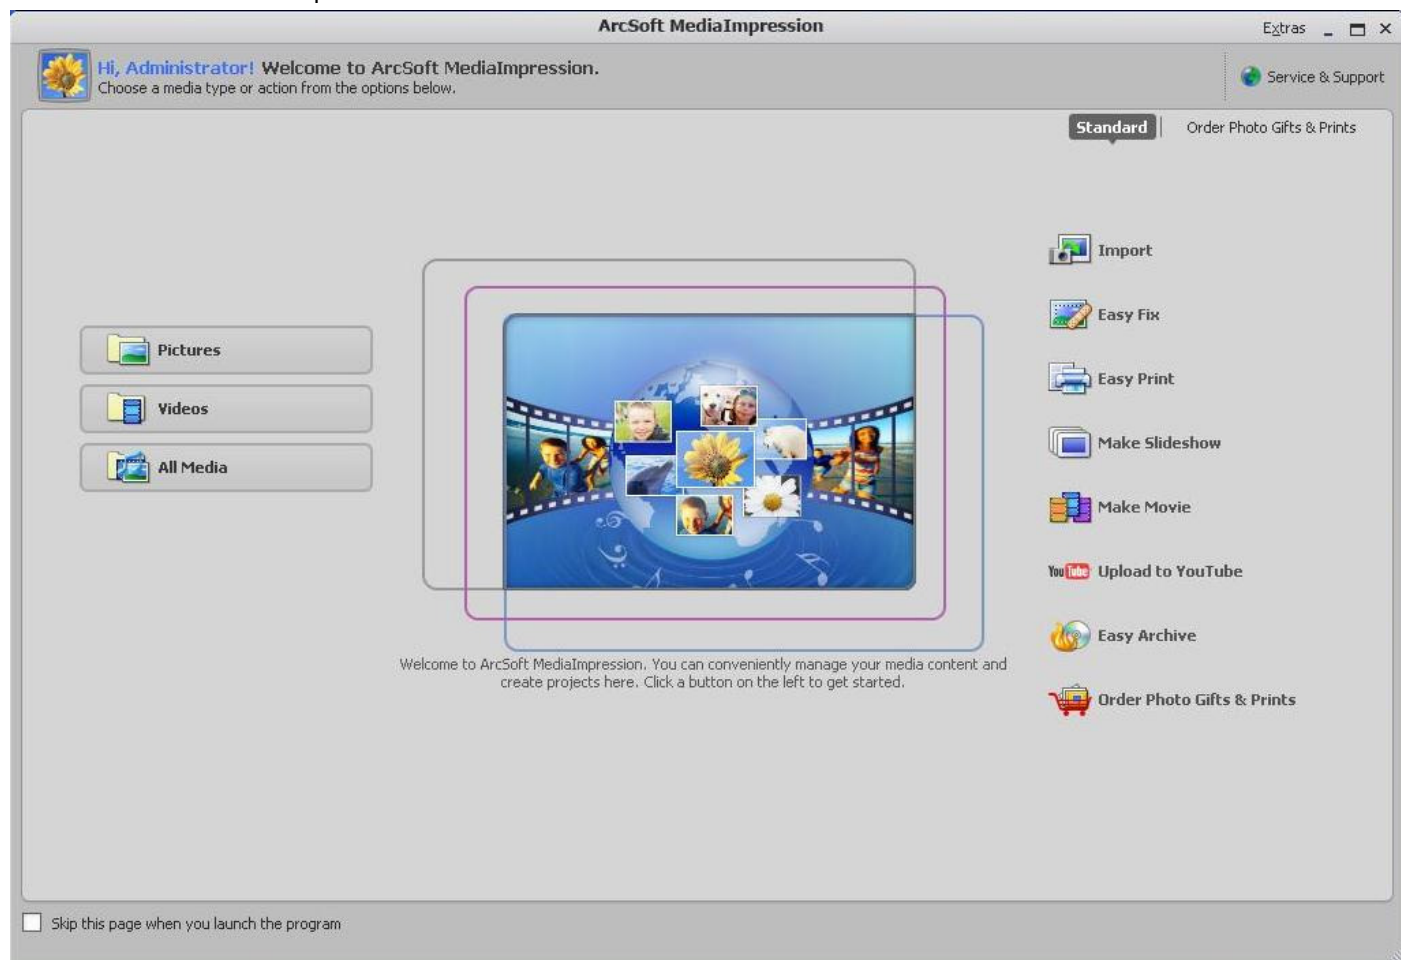 ArcSoft MediaImpression
Extras
Hi, Administrator! Welcome to ArcSoft MediaImpression.
Choose a media type or action from the options below.
Service & Support
Standard
Order Photo Gifts & Prints
Pictures
Videos
All Media
Welcome to ArcSoft MediaImpression. You can conveniently manage your media content and
create projects here. Click a button on the left to get started.
Import
Easy Fix
Easy Print
Make Slideshow
Make Movie
YouTube Upload to YouTube
Easy Archive
Order Photo Gifts & Prints
Skip this page when you launch the program